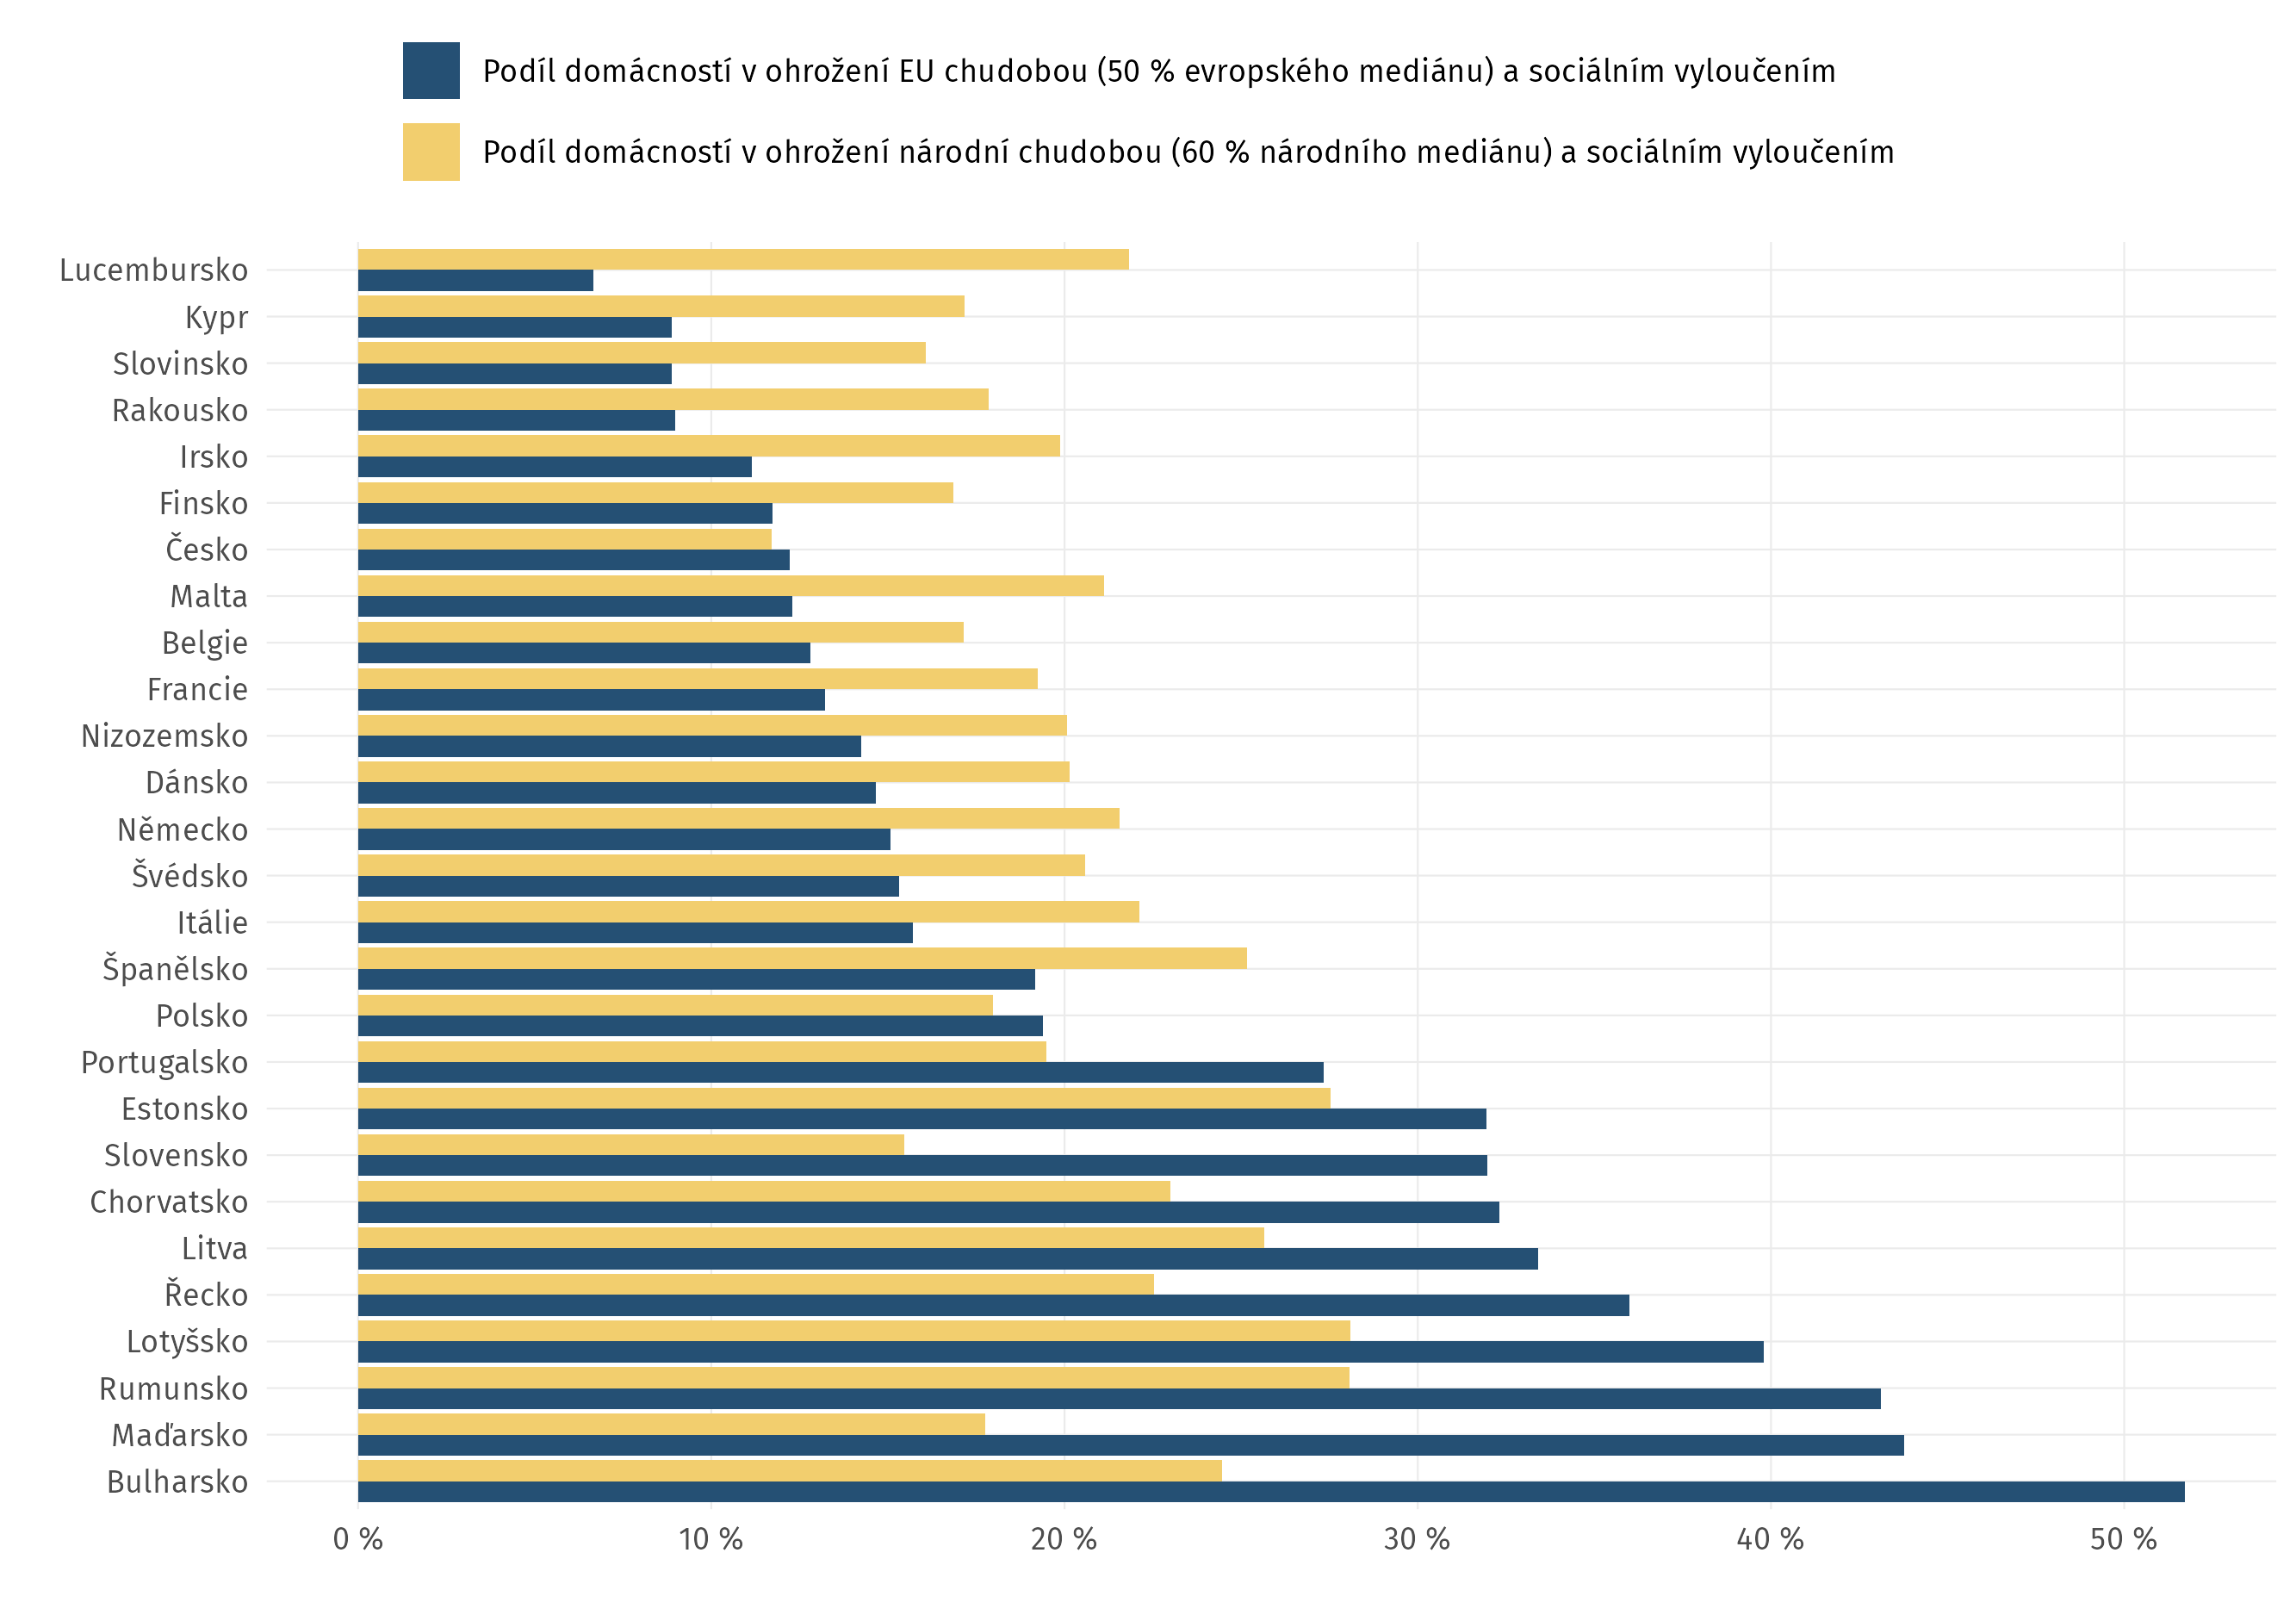 Podíl domácností v ohrožení EU chudobou (50 % evropského mediánu) a sociálním vyloučením
Podíl domácností v ohrožení národní chudobou (60 % národního mediánu) a sociálním vyloučením
Lucembursko
Kypr
Slovinsko
Rakousko
Irsko
Finsko
Česko
Malta
Belgie
Francie
Nizozemsko
Dánsko
Německo
Švédsko
Itálie
Španělsko
Polsko
Portugalsko
Estonsko
Slovensko
Chorvatsko
Litva
Řecko
Lotyšsko
Rumunsko
Maďarsko
Bulharsko
0 % 10 % 20 % 30 % 40 % 50 %